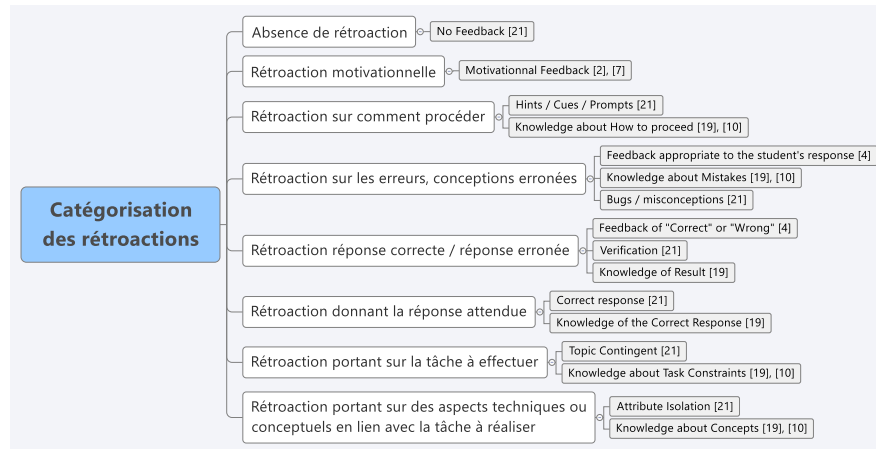 Catégorisation
des rétroactions
Absence de rétroaction
No Feedback [21]
Rétroaction motivationnelle
Motivationnal Feedback [2], [7]
Rétroaction sur comment procéder
Hints / Cues / Prompts [21]
Knowledge about How to proceed [19], [10]
Rétroaction sur les erreurs, conceptions erronées
Feedback appropriate to the student's response [4]
Knowledge about Mistakes [19], [10]
Bugs / misconceptions [21]
Rétroaction réponse correcte / réponse erronée
Feedback of "Correct" or "Wrong" [4]
Verification [21]
Knowledge of Result [19]
Rétroaction donnant la réponse attendue
Correct response [21]
Knowledge of the Correct Response [19]
Rétroaction portant sur la tâche à effectuer
Topic Contingent [21]
Knowledge about Task Constraints [19], [10]
Rétroaction portant sur des aspects techniques ou
conceptuels en lien avec la tâche à réaliser
Attribute Isolation [21]
Knowledge about Concepts [19], [10]